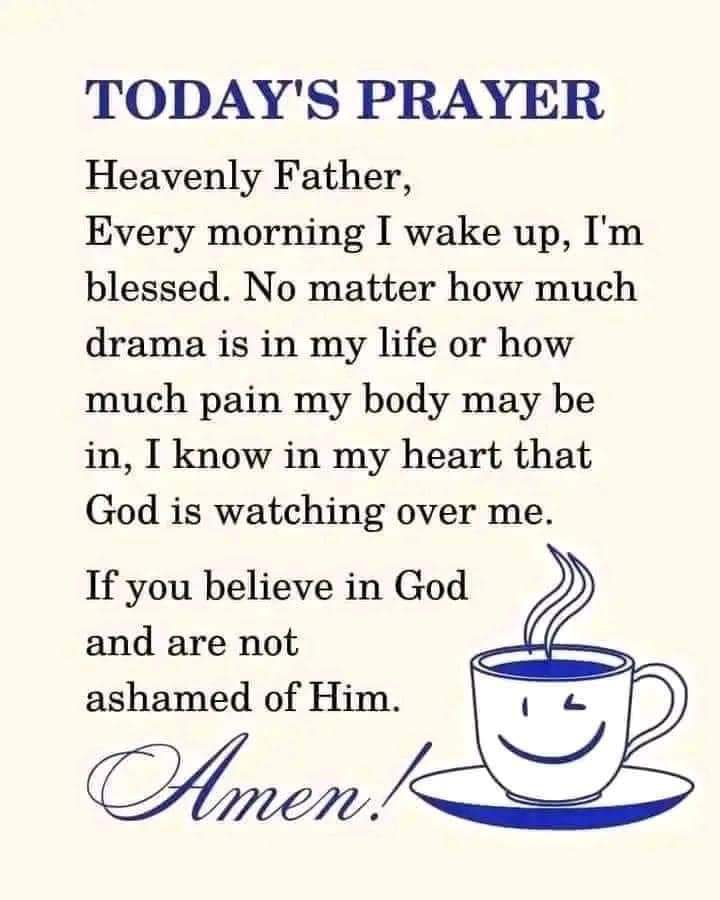 TODAY'S PRAYER
Heavenly Father,
Every morning I wake up, I'm
blessed. No matter how much
drama is in my life or how
much pain my body may be
in, I know in my heart that
God is watching over me.
If you believe in God
and are not
ashamed of Him.
Amen!